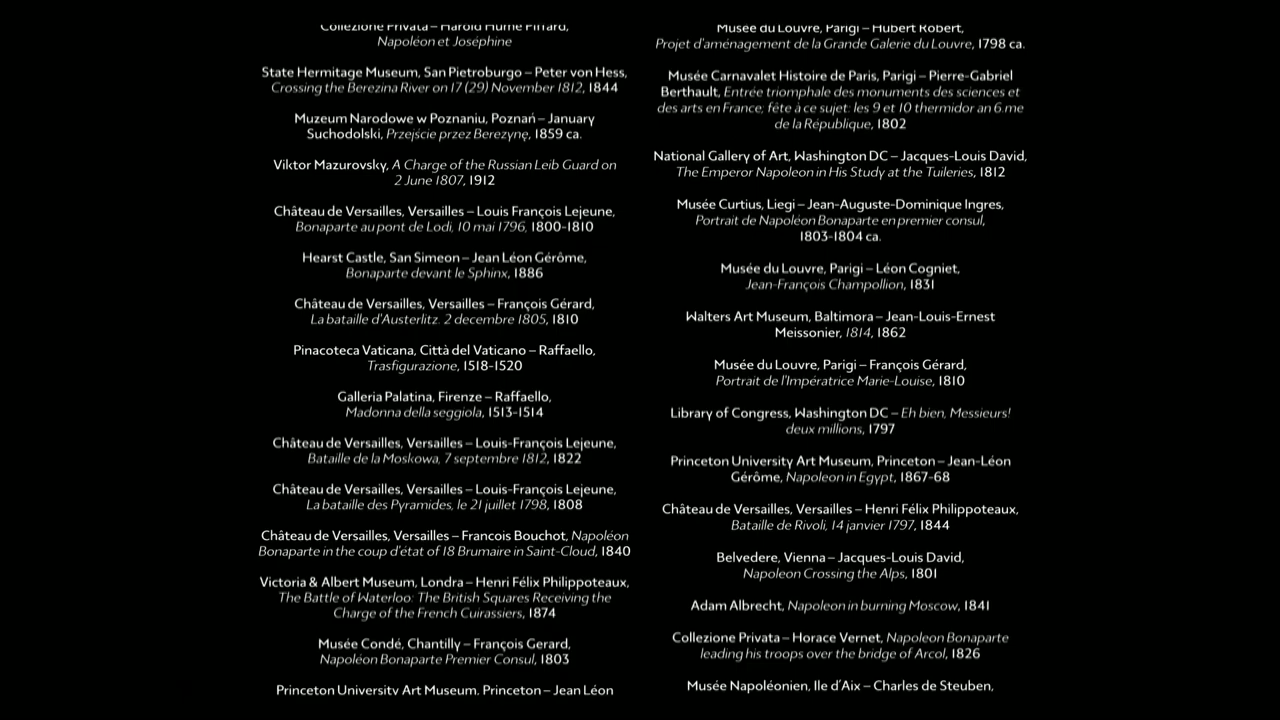 Collezione Privata – Harold Hume Piffard,
Napoléon et Joséphine
State Hermitage Museum, San Pietroburgo – Peter von Hess,
Crossing the Berezina River on 17 (29) November 1812, 1844
Muzeum Narodowe w Poznaniu, Poznań – January
Suchodolski, Przejście przez Berezynę, 1859 ca.
Viktor Mazurovsky, A Charge of the Russian Leib Guard on
2 June 1807, 1912
Château de Versailles, Versailles – Louis François Lejeune,
Bonaparte au pont de Lodi, 10 mai 1796, 1800-1810
Hearst Castle, San Simeon – Jean Léon Gérôme,
Bonaparte devant le Sphinx, 1886
Château de Versailles, Versailles – François Gérard,
La bataille d'Austerlitz. 2 decembre 1805, 1810
Pinacoteca Vaticana, Città del Vaticano – Raffaello,
Trasfigurazione, 1518-1520
Galleria Palatina, Firenze – Raffaello,
Madonna della seggiola, 1513-1514
Château de Versailles, Versailles – Louis-François Lejeune,
Bataille de la Moskowa, 7 septembre 1812, 1822
Château de Versailles, Versailles – Louis-François Lejeune,
La bataille des Pyramides, le 21 juillet 1798, 1808
Château de Versailles, Versailles – Francois Bouchot, Napoléon
Bonaparte in the coup d'état of 18 Brumaire in Saint-Cloud, 1840
Victoria & Albert Museum, Londra – Henri Félix Philippoteaux,
The Battle of Waterloo: The British Squares Receiving the
Charge of the French Cuirassiers, 1874
Musée Condé, Chantilly – François Gerard,
Napoléon Bonaparte Premier Consul, 1803
Princeton University Art Museum, Princeton – Jean Léon
Musée du Louvre, Parigi – Hubert Robert,
Projet d'aménagement de la Grande Galerie du Louvre, 1798 ca.
Musée Carnavalet Histoire de Paris, Parigi – Pierre-Gabriel
Berthault, Entrée triomphale des monuments des sciences et
des arts en France; fête à ce sujet: les 9 et 10 thermidor an 6.me
de la République, 1802
National Gallery of Art, Washington DC – Jacques-Louis David,
The Emperor Napoleon in His Study at the Tuileries, 1812
Musée Curtius, Liegi – Jean-Auguste-Dominique Ingres,
Portrait de Napoléon Bonaparte en premier consul,
1803-1804 ca.
Musée du Louvre, Parigi – Léon Cogniet,
Jean-François Champollion, 1831
Walters Art Museum, Baltimora – Jean-Louis-Ernest
Meissonier, 1814, 1862
Musée du Louvre, Parigi – François Gérard,
Portrait de l'Impératrice Marie-Louise, 1810
Library of Congress, Washington DC – Eh bien, Messieurs!
deux millions, 1797
Princeton University Art Museum, Princeton – Jean-Léon
Gérôme, Napoleon in Egypt, 1867-68
Château de Versailles, Versailles – Henri Félix Philippoteaux,
Bataille de Rivoli, 14 janvier 1797, 1844
Belvedere, Vienna – Jacques-Louis David,
Napoleon Crossing the Alps, 1801
Adam Albrecht, Napoleon in burning Moscow, 1841
Collezione Privata – Horace Vernet, Napoleon Bonaparte
leading his troops over the bridge of Arcol, 1826
Musée Napoléonien, Ile d'Aix – Charles de Steuben,